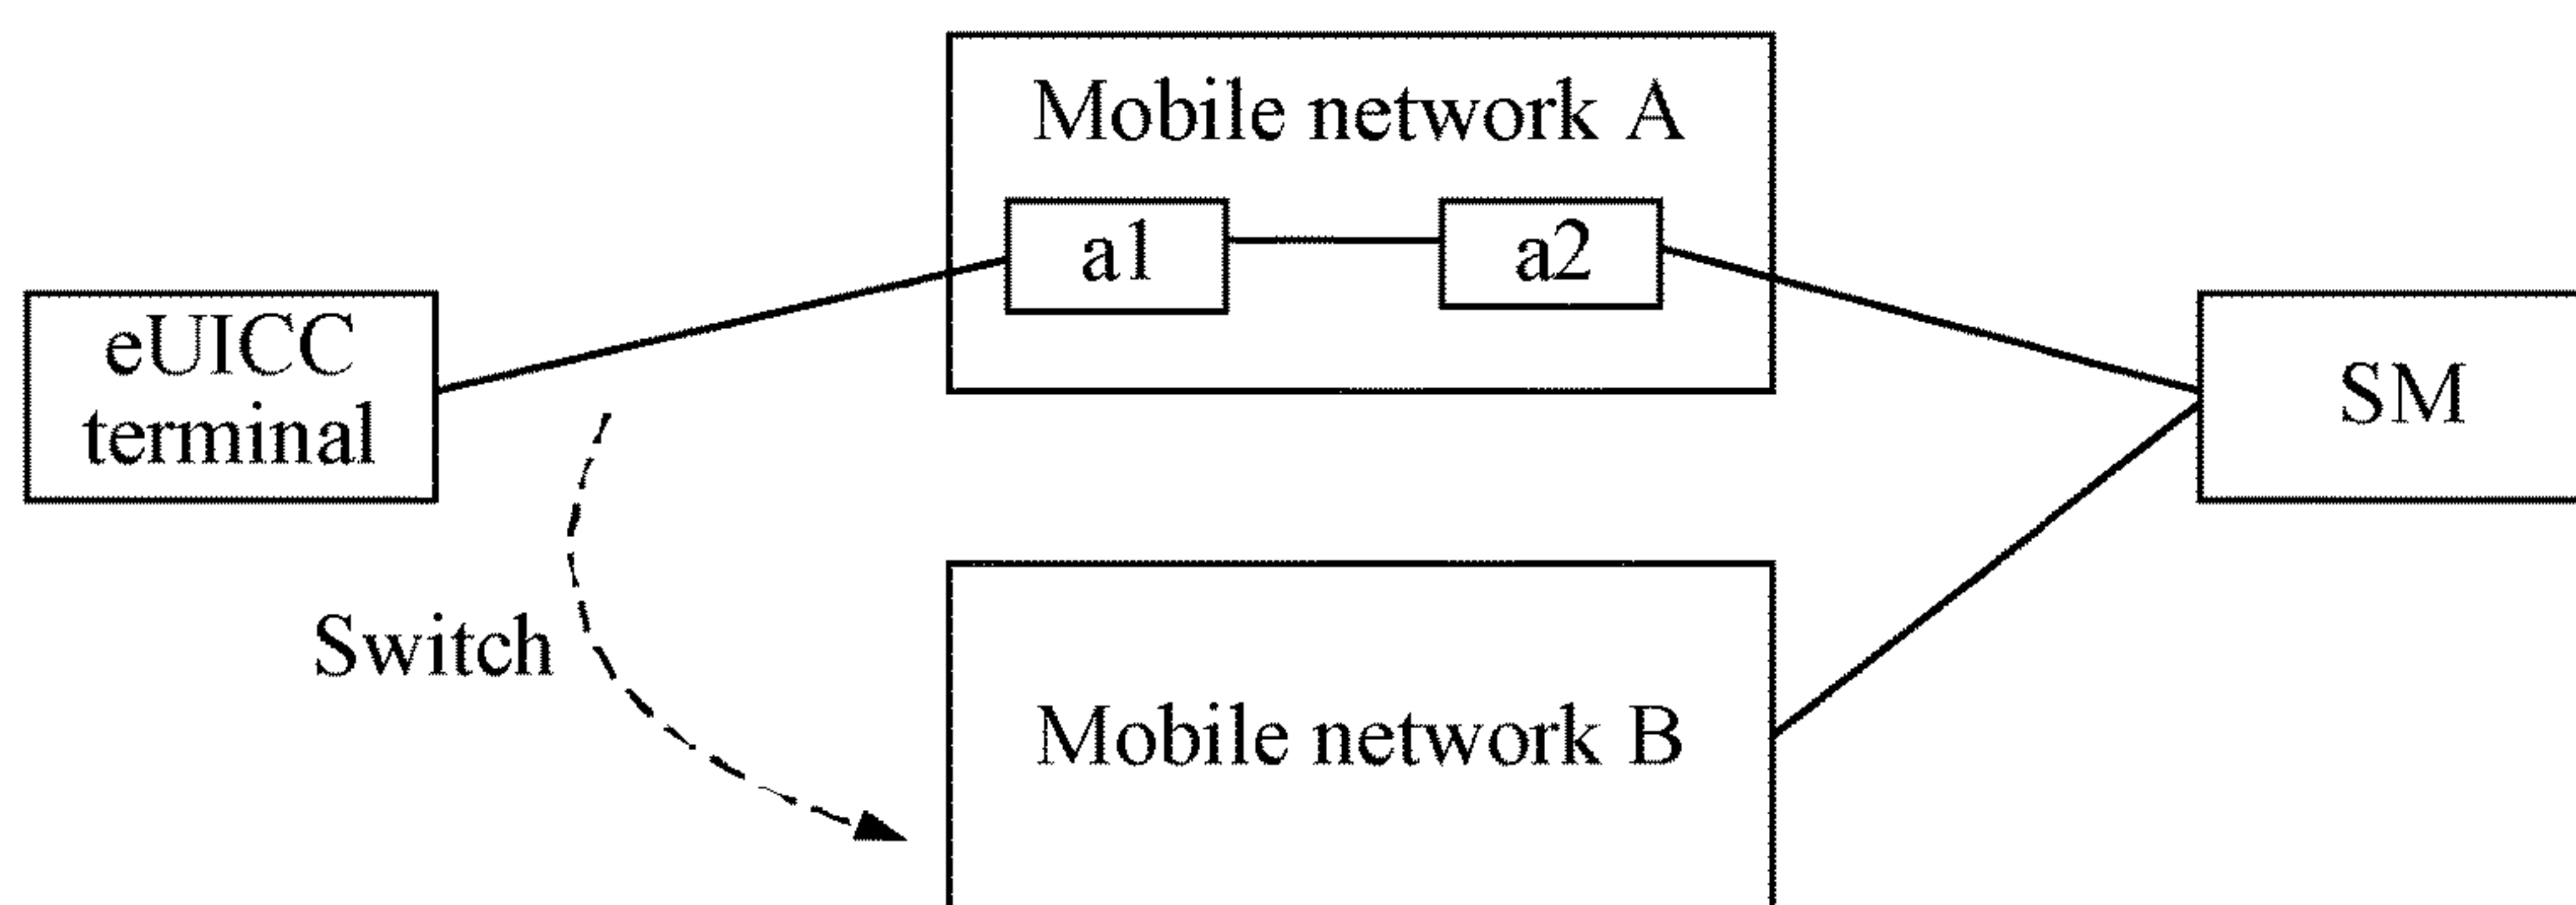 Mobile network A
a1
a2
eUICC
terminal
SM
Switch
Mobile network B